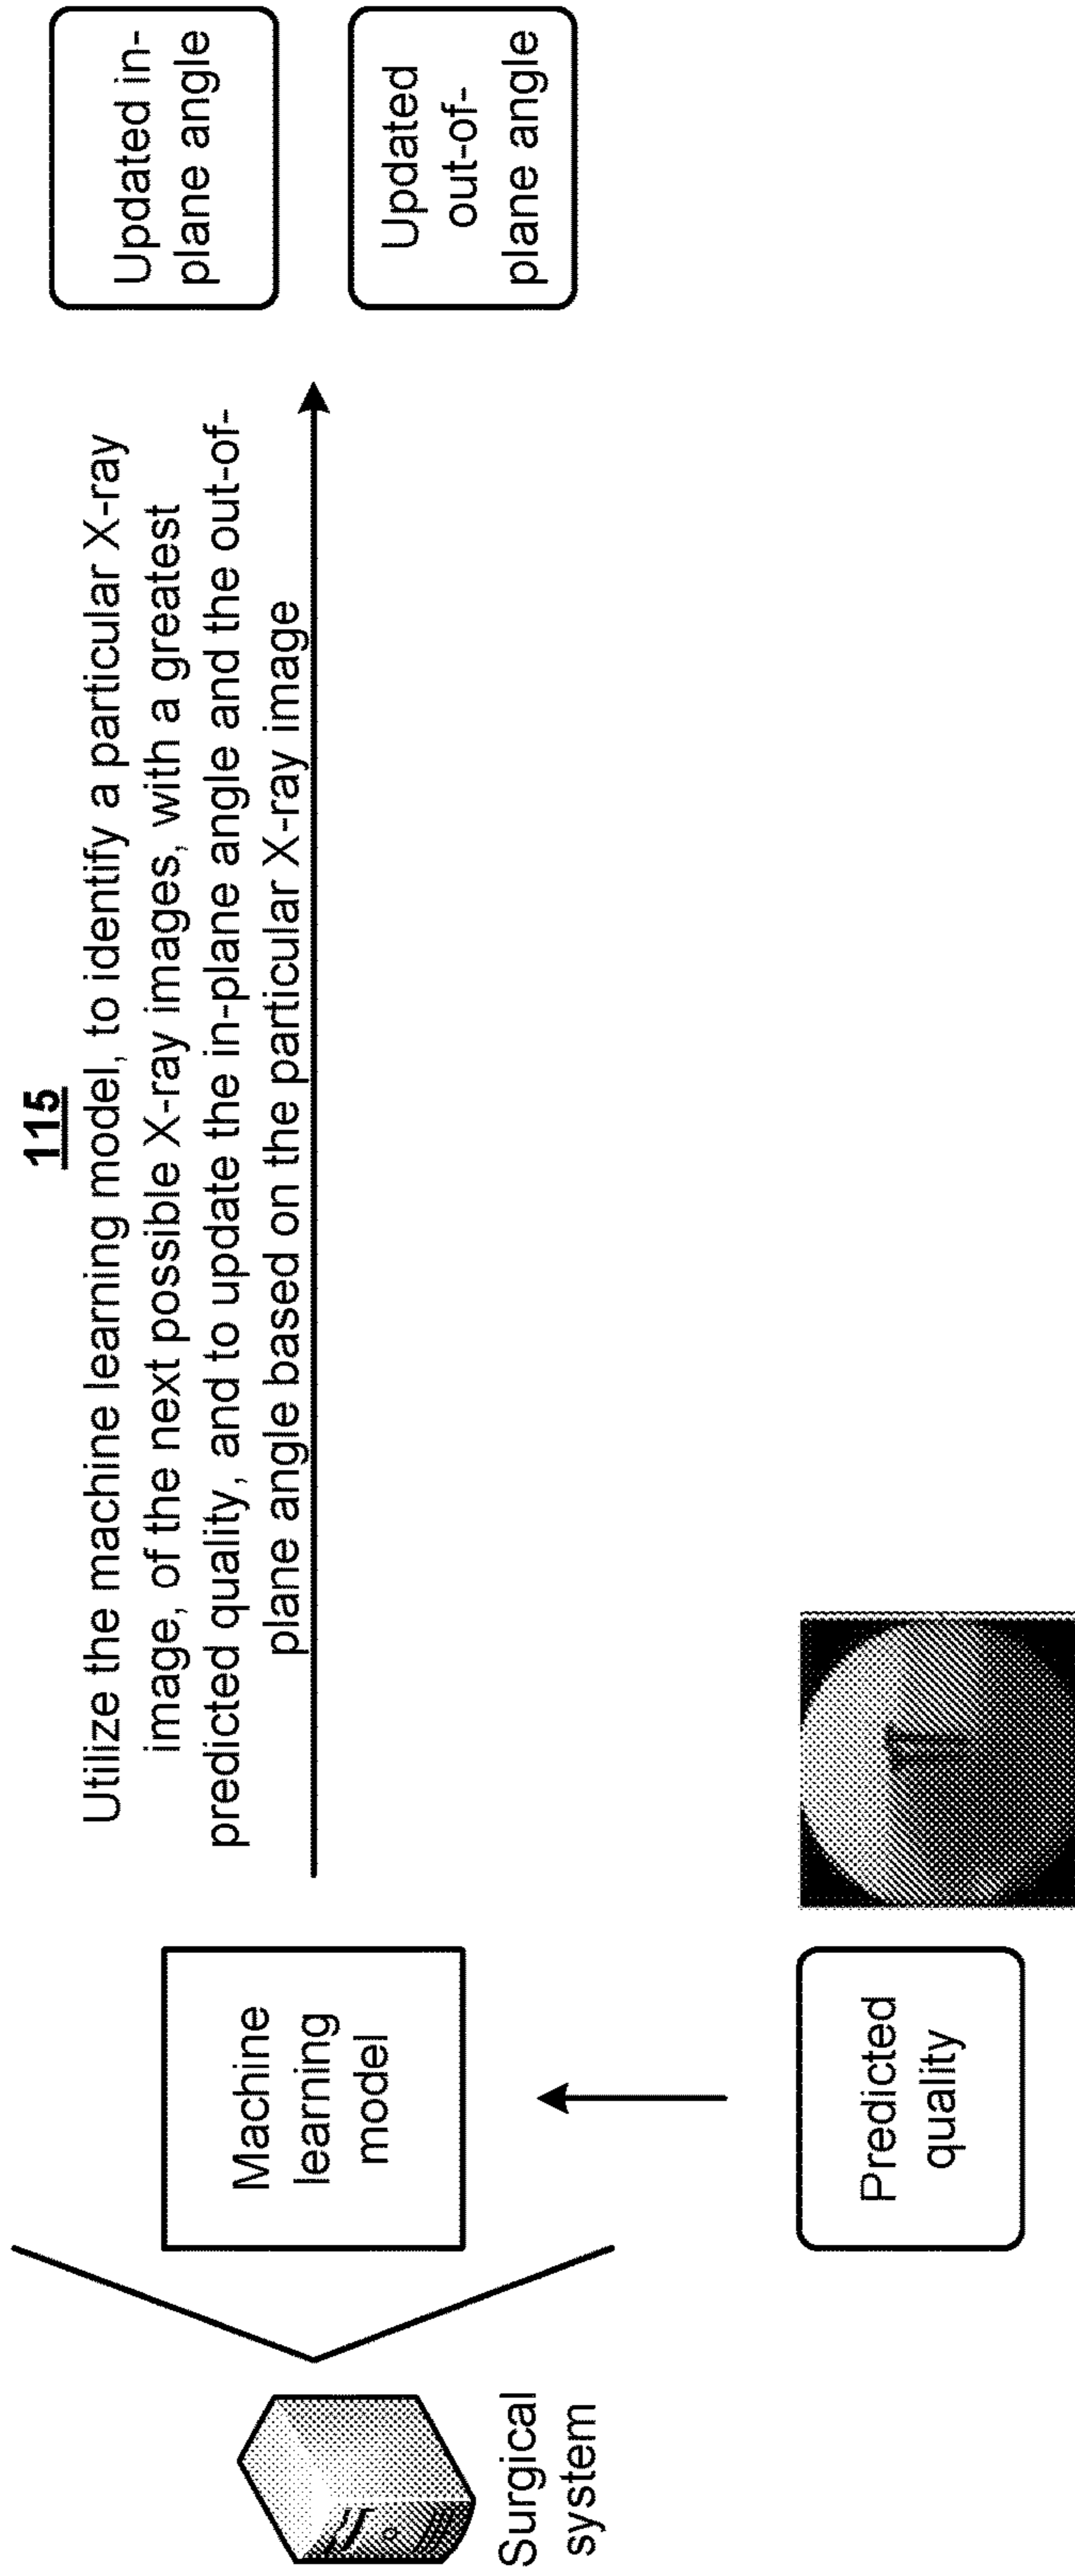 115
Utilize the machine learning model, to identify a particular X-ray
image, of the next possible X-ray images, with a greatest
predicted quality, and to update the in-plane angle and the out-of-
plane angle based on the particular X-ray image
Surgical
system
Machine
learning
model
Updated in-
plane angle
Updated
out-of-
plane angle
Predicted
quality